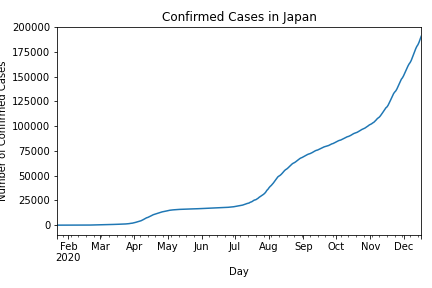 Confirmed Cases in Japan
200000
175000
150000
125000
100000
75000
50000
25000
0
Number of Confirmed Cases
Feb Mar Apr May Jun Jul Aug Sep Oct Nov Dec
2020
Day